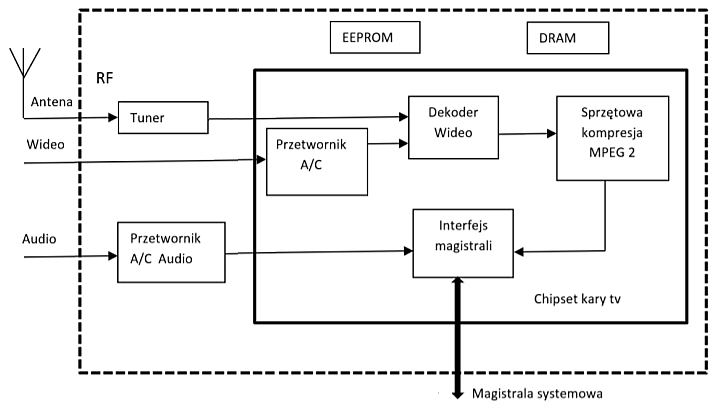 EEPROM
DRAM
RF
Antena
Tuner
Dekoder
Wideo
Sprzętowa
kompresja
MPEG 2
Wideo
Przetwornik
A/C
Audio
Przetwornik
A/C Audio
Interfejs
magistrali
Chipset kary tv
Magistrala systemowa